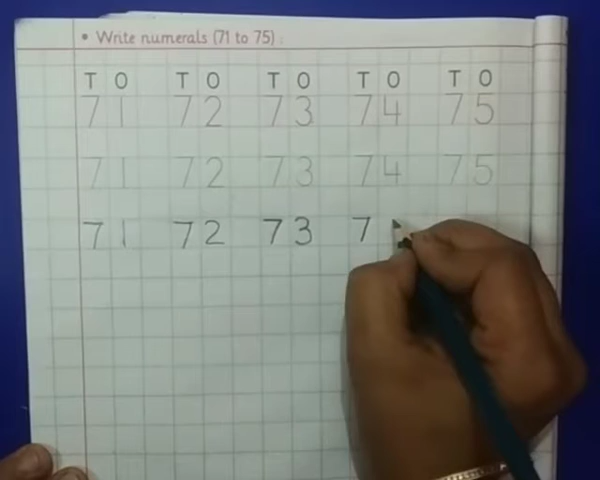 • Write numerals (71 to 75) :
T O T O T O T O T O
71 72 73 74 75
71 72 73 74 75
71 72 73 7